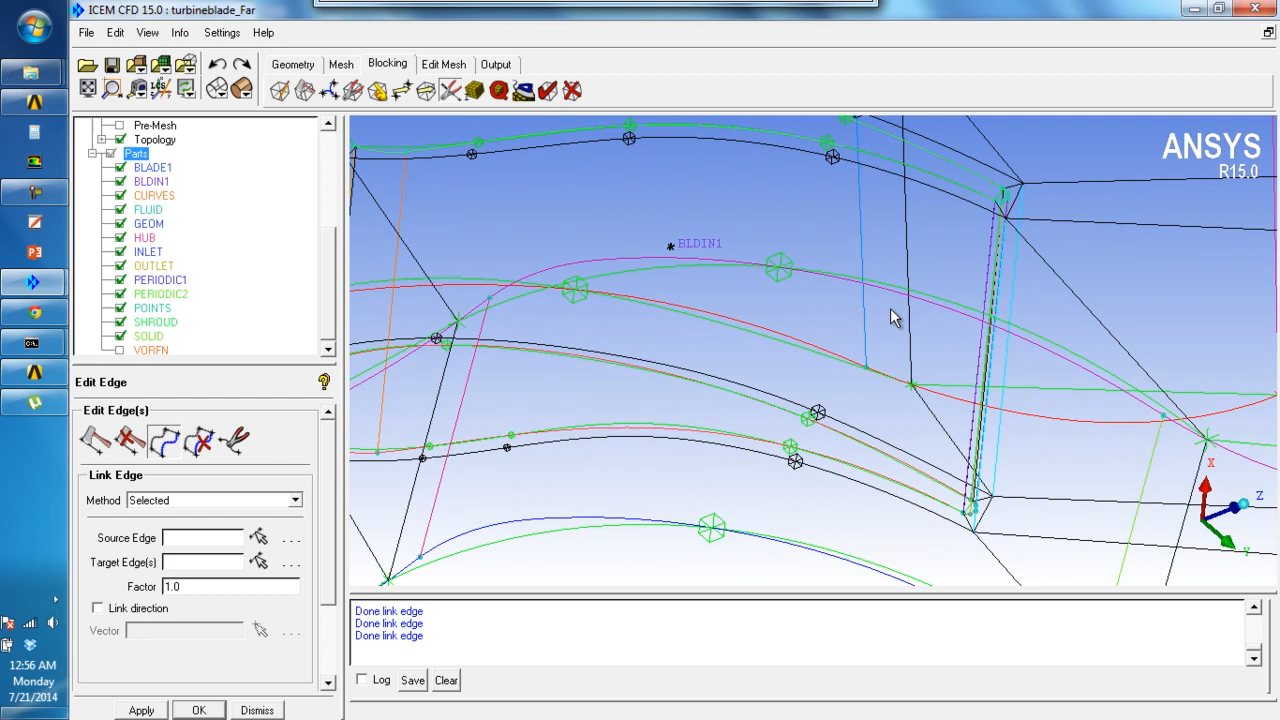 ICEM CFD 15.0 : turbineblade_Far
File Edit View Info Settings Help
Geometry Mesh Blocking Edit Mesh Output
Pre-Mesh
Topology
Parts
BLADE1
BLDIN1
CURVES
FLUID
GEOM
HUB
INLET
OUTLET
PERIODIC1
PERIODIC2
POINTS
SHROUD
SOLID
VORFN
ANSYS
R15.0
BLDIN1
X
Z
Y
Edit Edge
Edit Edge(s)
Link Edge
Method Selected
Source Edge
Target Edge(s)
Factor 1.0
Link direction
Vector
Apply OK Dismiss
Done link edge
Done link edge
Done link edge
Log Save Clear
12:56 AM
Monday
7/21/2014